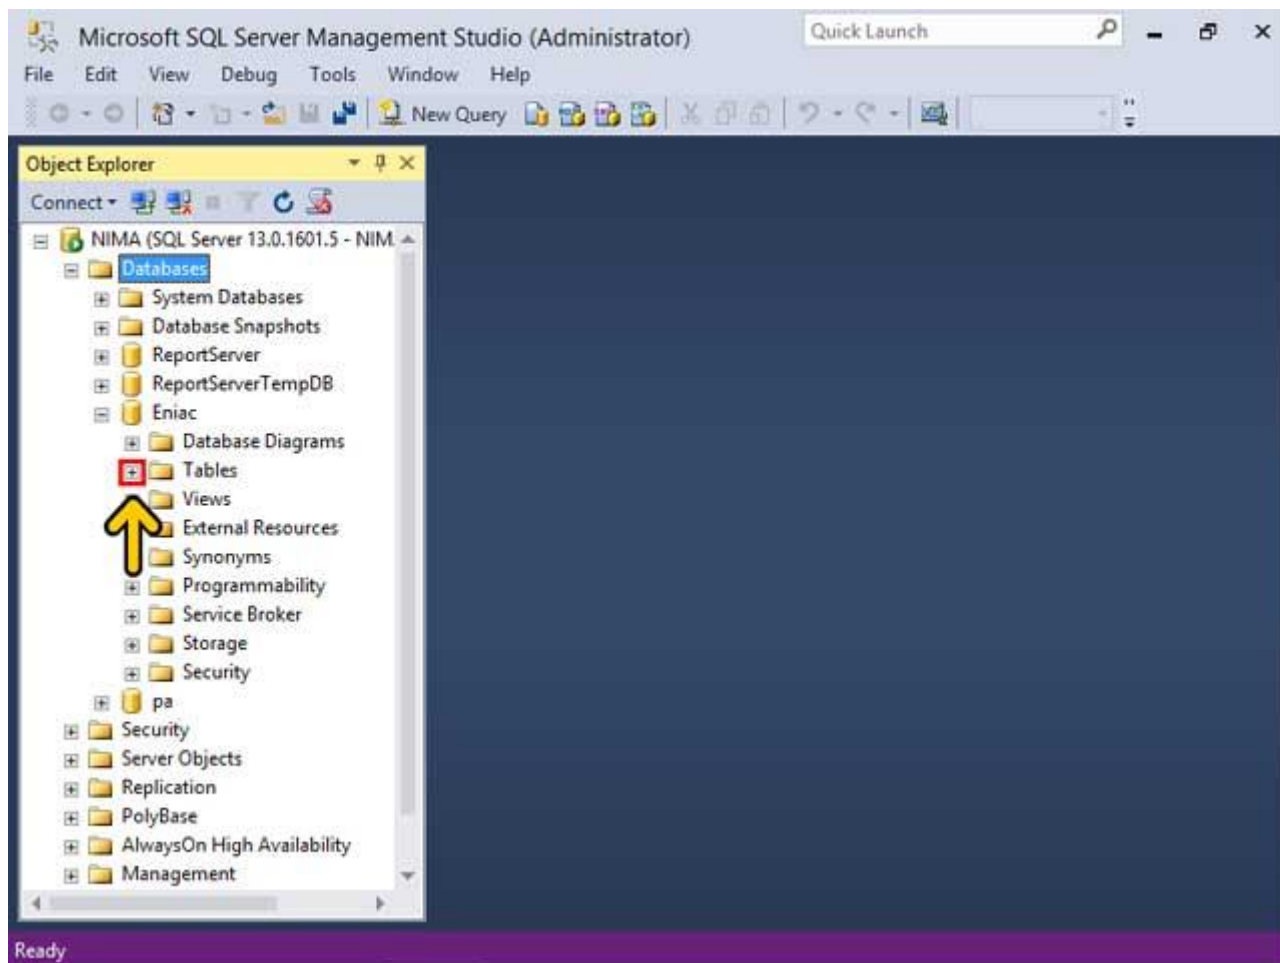 Microsoft SQL Server Management Studio (Administrator)
Quick Launch
File Edit View Debug Tools Window Help
New Query
Object Explorer
Connect
NIMA (SQL Server 13.0.1601.5 - NIM
Databases
System Databases
Database Snapshots
ReportServer
ReportServerTempDB
Eniac
Database Diagrams
Tables
Views
External Resources
Synonyms
Programmability
Service Broker
Storage
Security
pa
Security
Server Objects
Replication
PolyBase
AlwaysOn High Availability
Management
Ready